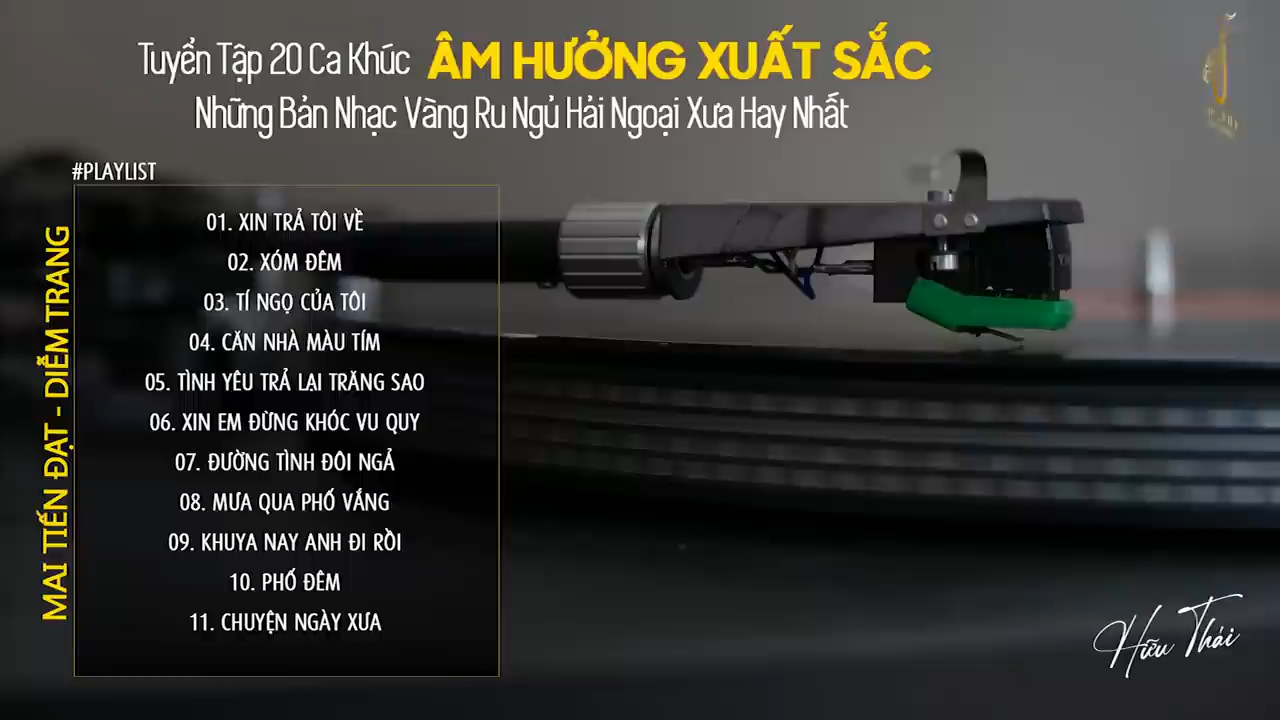 Tuyển Tập 20 Ca Khúc ÂM HƯỞNG XUẤT SẮC
Những Bản Nhạc Vàng Ru Ngủ Hải Ngoại Xưa Hay Nhất
#PLAYLIST
MAI TIẾN ĐẠT - DIỄM TRANG
01. XIN TRẢ TÔI VỀ
02. XÓM ĐÊM
03. TÍ NGỌ CỦA TÔI
04. CĂN NHÀ MÀU TÍM
05. TÌNH YÊU TRẢ LẠI TRĂNG SAO
06. XIN EM ĐỪNG KHÓC VU QUY
07. ĐƯỜNG TÌNH ĐÔI NGẢ
08. MƯA QUA PHỐ VẮNG
09. KHUYA NAY ANH ĐI RỒI
10. PHỐ ĐÊM
11. CHUYỆN NGÀY XƯA
Hữu Thái